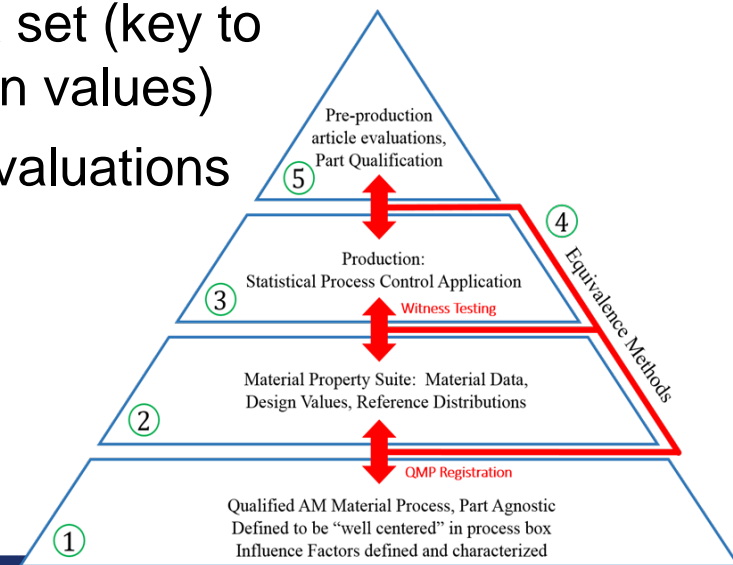 set (key to
n values)
valuations
Pre-production
article evaluations,
Part Qualification
5
4
Equivalence Methods
Production:
Statistical Process Control Application
3
Witness Testing
Material Property Suite: Material Data,
Design Values, Reference Distributions
2
QMP Registration
Qualified AM Material Process, Part Agnostic
Defined to be “well centered” in process box
Influence Factors defined and characterized
1